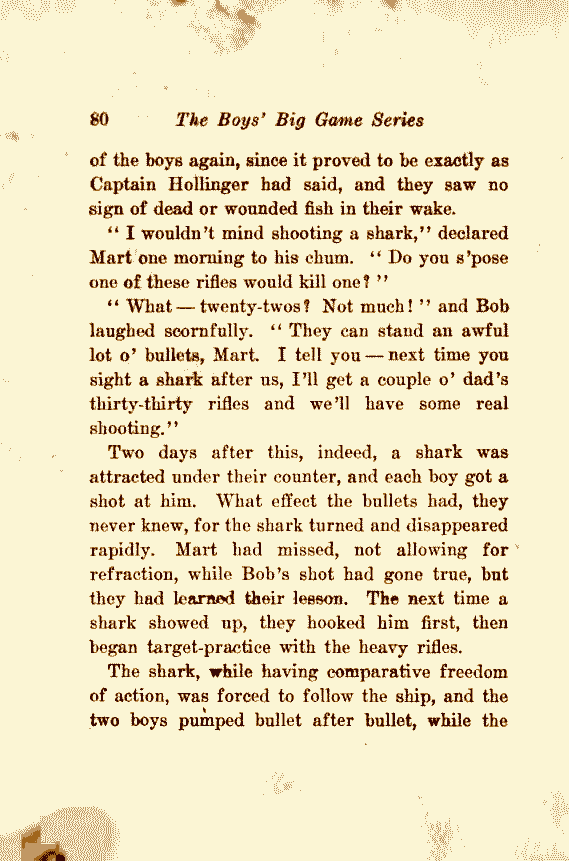 80 The Boys' Big Game Series
of the boys again, since it proved to be exactly as
Captain Hollinger had said, and they saw no
sign of dead or wounded fish in their wake.
" I wouldn't mind shooting a shark," declared
Mart one morning to his chum. " Do you s'pose
one of these rifles would kill one? "
" What — twenty-twos? Not much! " and Bob
laughed scornfully. " They can stand an awful
lot o' bullets, Mart. I tell you — next time you
sight a shark after us, I'll get a couple o' dad's
thirty-thirty rifles and we'll have some real
shooting."
Two days after this, indeed, a shark was
attracted under their counter, and each boy got a
shot at him. What effect the bullets had, they
never knew, for the shark turned and disappeared
rapidly. Mart had missed, not allowing for
refraction, while Bob's shot had gone true, but
they had learned their lesson. The next time a
shark showed up, they hooked him first, then
began target-practice with the heavy rifles.
The shark, while having comparative freedom
of action, was forced to follow the ship, and the
two boys pumped bullet after bullet, while the